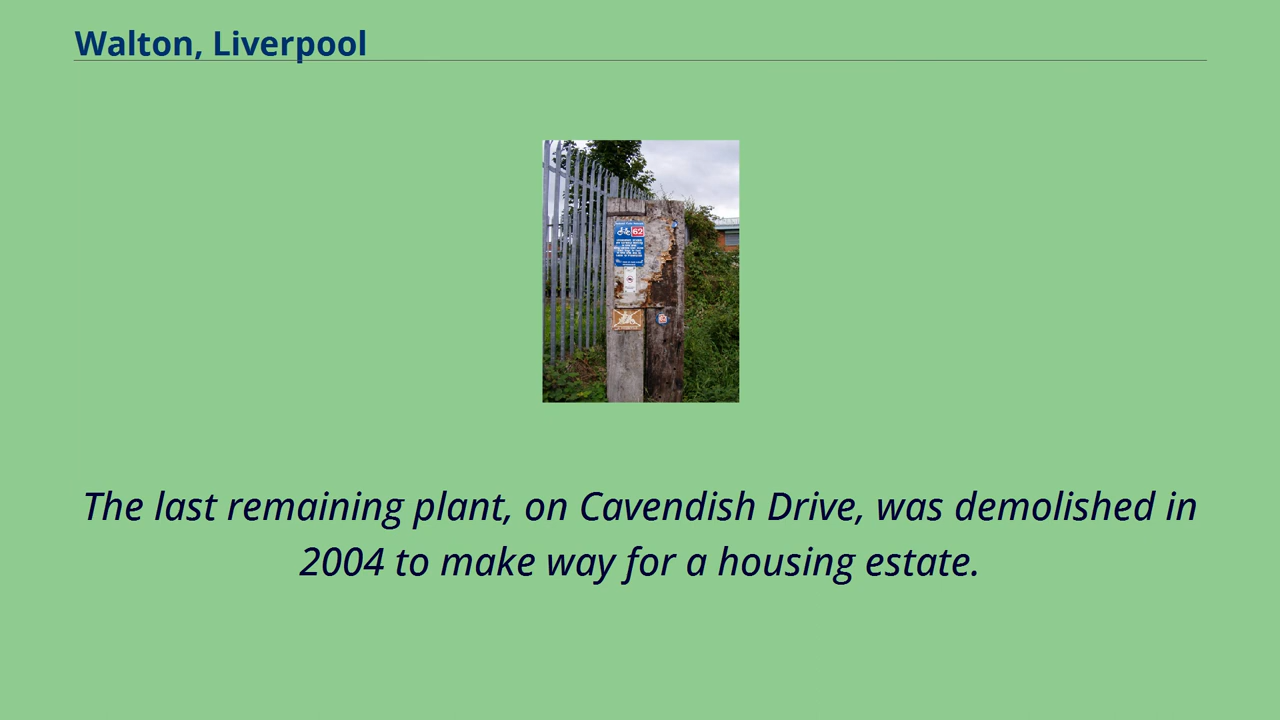 Walton, Liverpool
62
The last remaining plant, on Cavendish Drive, was demolished in
2004 to make way for a housing estate.